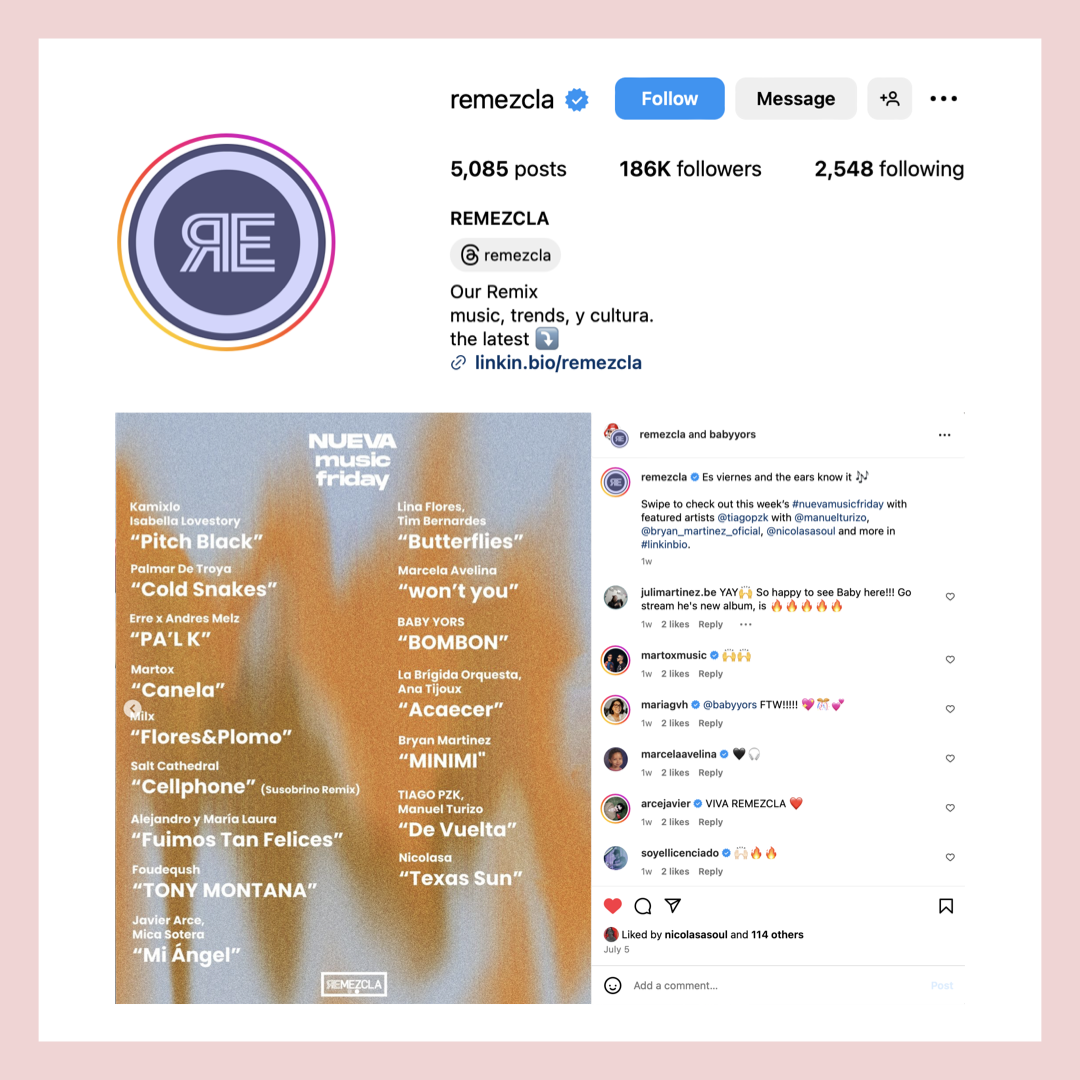 remezcla
Follow
Message
5,085 posts
186K followers
2,548 following
RE
REMEZCLA
remezcla
Our Remix
music, trends, y cultura.
the latest
linkin.bio/remezcla
NUEVA
music
friday
Kamixlo
Isabella Lovestory
“Pitch Black”
Palmar De Troya
“Cold Snakes”
Erre x Andres Melz
“PA’L K”
Martox
“Canela”
Milx
“Flores&Plomo”
Salt Cathedral
“Cellphone” (Susobrino Remix)
Alejandro y María Laura
“Fuimos Tan Felices”
Foudeqush
“TONY MONTANA”
Javier Arce,
Mica Sotera
“Mi Ángel”
Lina Flores,
Tim Bernardes
“Butterflies”
Marcela Avelina
“won’t you”
BABY YORS
“BOMBON”
La Brígida Orquesta,
Ana Tijoux
“Acaecer”
Bryan Martinez
“MINIMI"
TIAGO PZK,
Manuel Turizo
“De Vuelta”
Nicolasa
“Texas Sun”
REMEZCLA
RE
remezcla and babyyors
RE
remezcla Es viernes and the ears know it 🎶
Swipe to check out this week’s #nuevamusicfriday with
featured artists @tiagopzk with @manuelturizo,
@bryan_martinez_oficial, @nicolasasoul and more in
#linkinbio.
1w
julimartinez.be YAY🙌🏻 So happy to see Baby here!!! Go
stream he's new album, is 🔥🔥🔥🔥🔥
1w 2 likes Reply
martoxmusic 🙌🙌
1w 2 likes Reply
mariagvh @babyyors FTW!!!!! 💖🎊💕
1w 2 likes Reply
marcelaavelina 🖤🎧
1w 2 likes Reply
arcejavier VIVA REMEZCLA ❤️
1w 2 likes Reply
soyellicenciado 🙌🏻🔥🔥
1w 2 likes Reply
Liked by nicolasasoul and 114 others
July 5
Add a comment...
Post